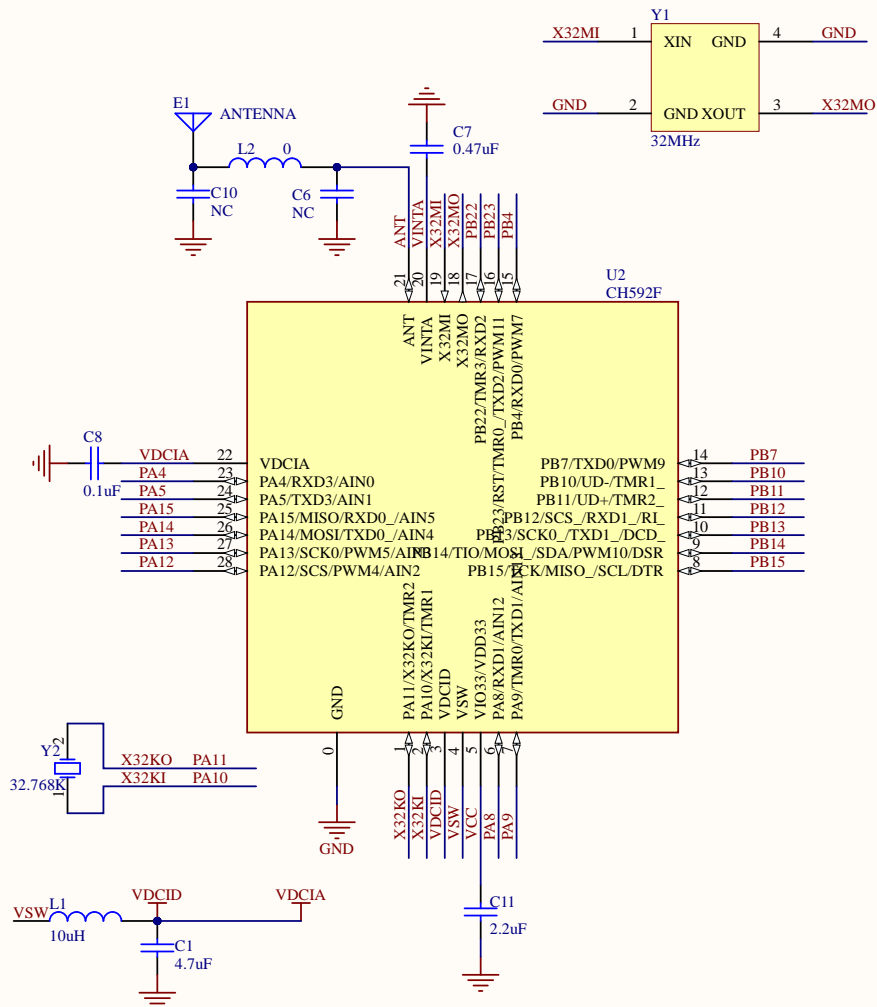 Y1
X32MI 1 XIN GND 4 GND
GND 2 GND XOUT 3 X32MO
32MHz
E1
ANTENNA
L2 0
C7
0.47uF
C10
NC
C6
NC
ANT
VINTA
X32MI
X32MO
PB22
PB23
PB4
21
20
19
18
17
16
15
U2
CH592F
ANT
VINTA
X32MI
X32MO
PB22/TMR3/RXD2
PB23/RST/TMR0_/TXD2/PWM11
PB4/RXD0/PWM7
C8
0.1uF
VDCIA 22 VDCIA
PA4 23 PA4/RXD3/AIN0
PA5 24 PA5/TXD3/AIN1
PA15 25 PA15/MISO/RXD0_/AIN5
PA14 26 PA14/MOSI/TXD0_/AIN4
PA13 27 PA13/SCK0/PWM5/AIN3
PA12 28 PA12/SCS/PWM4/AIN2
PB7/TXD0/PWM9 14 PB7
PB10/UD-/TMR1_ 13 PB10
PB11/UD+/TMR2_ 12 PB11
PB12/SCS_/RXD1_/RI_ 11 PB12
PB13/SCK0_/TXD1_/DCD_ 10 PB13
PB14/TIO/MOSI_/SDA/PWM10/DSR 9 PB14
PB15/TCK/MISO_/SCL/DTR 8 PB15
GND
PA11/X32KO/TMR2
PA10/X32KI/TMR1
VDCID
VSW
VIO33/VDD33
PA8/RXD1/AIN12
PA9/TMR0/TXD1/AIN13
0
1
2
3
4
5
6
7
GND
X32KO
X32KI
VDCID
VSW
VCC
PA8
PA9
Y2
2
1
32.768K
X32KO PA11
X32KI PA10
VSW
L1
10uH
VDCID
VDCIA
C1
4.7uF
C11
2.2uF